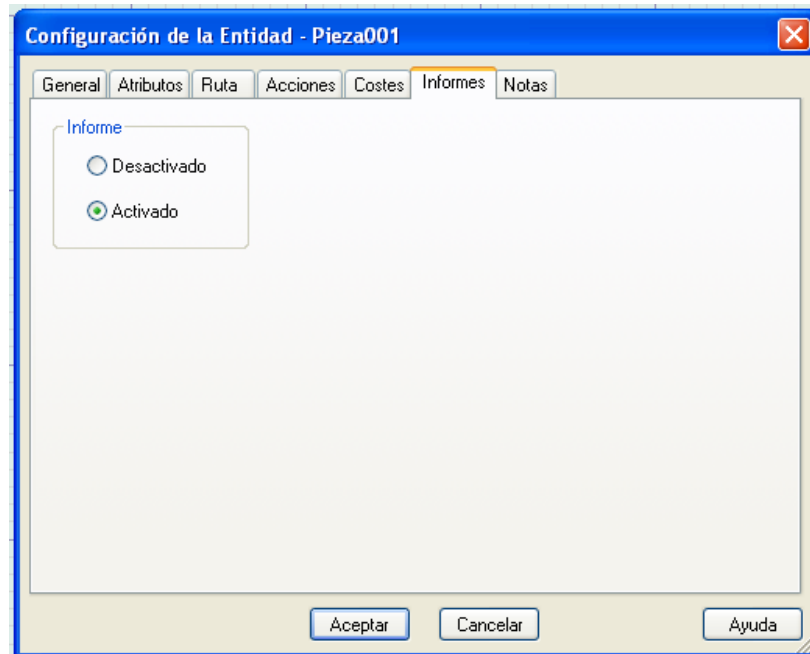 Configuración de la Entidad - Pieza001
General Atributos Ruta Acciones Costes Informes Notas
Informe
Desactivado
Activado
Aceptar Cancelar Ayuda